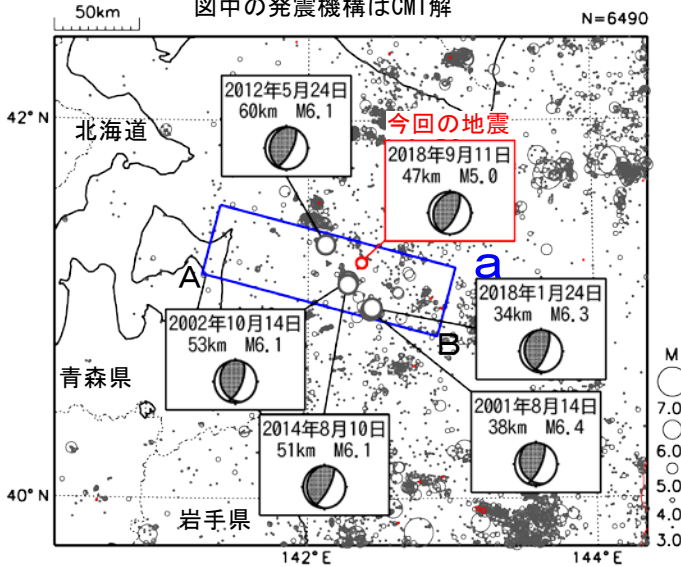 50km
図中の発震機構はCMT解
N=6490
42°N
北海道
2012年5月24日
60km M6.1
今回の地震
2018年9月11日
47km M5.0
A
a
2018年1月24日
34km M6.3
B
2002年10月14日
53km M6.1
青森県
2001年8月14日
38km M6.4
2014年8月10日
51km M6.1
M
7.0
6.0
5.0
4.0
3.0
40°N
岩手県
142°E
144°E